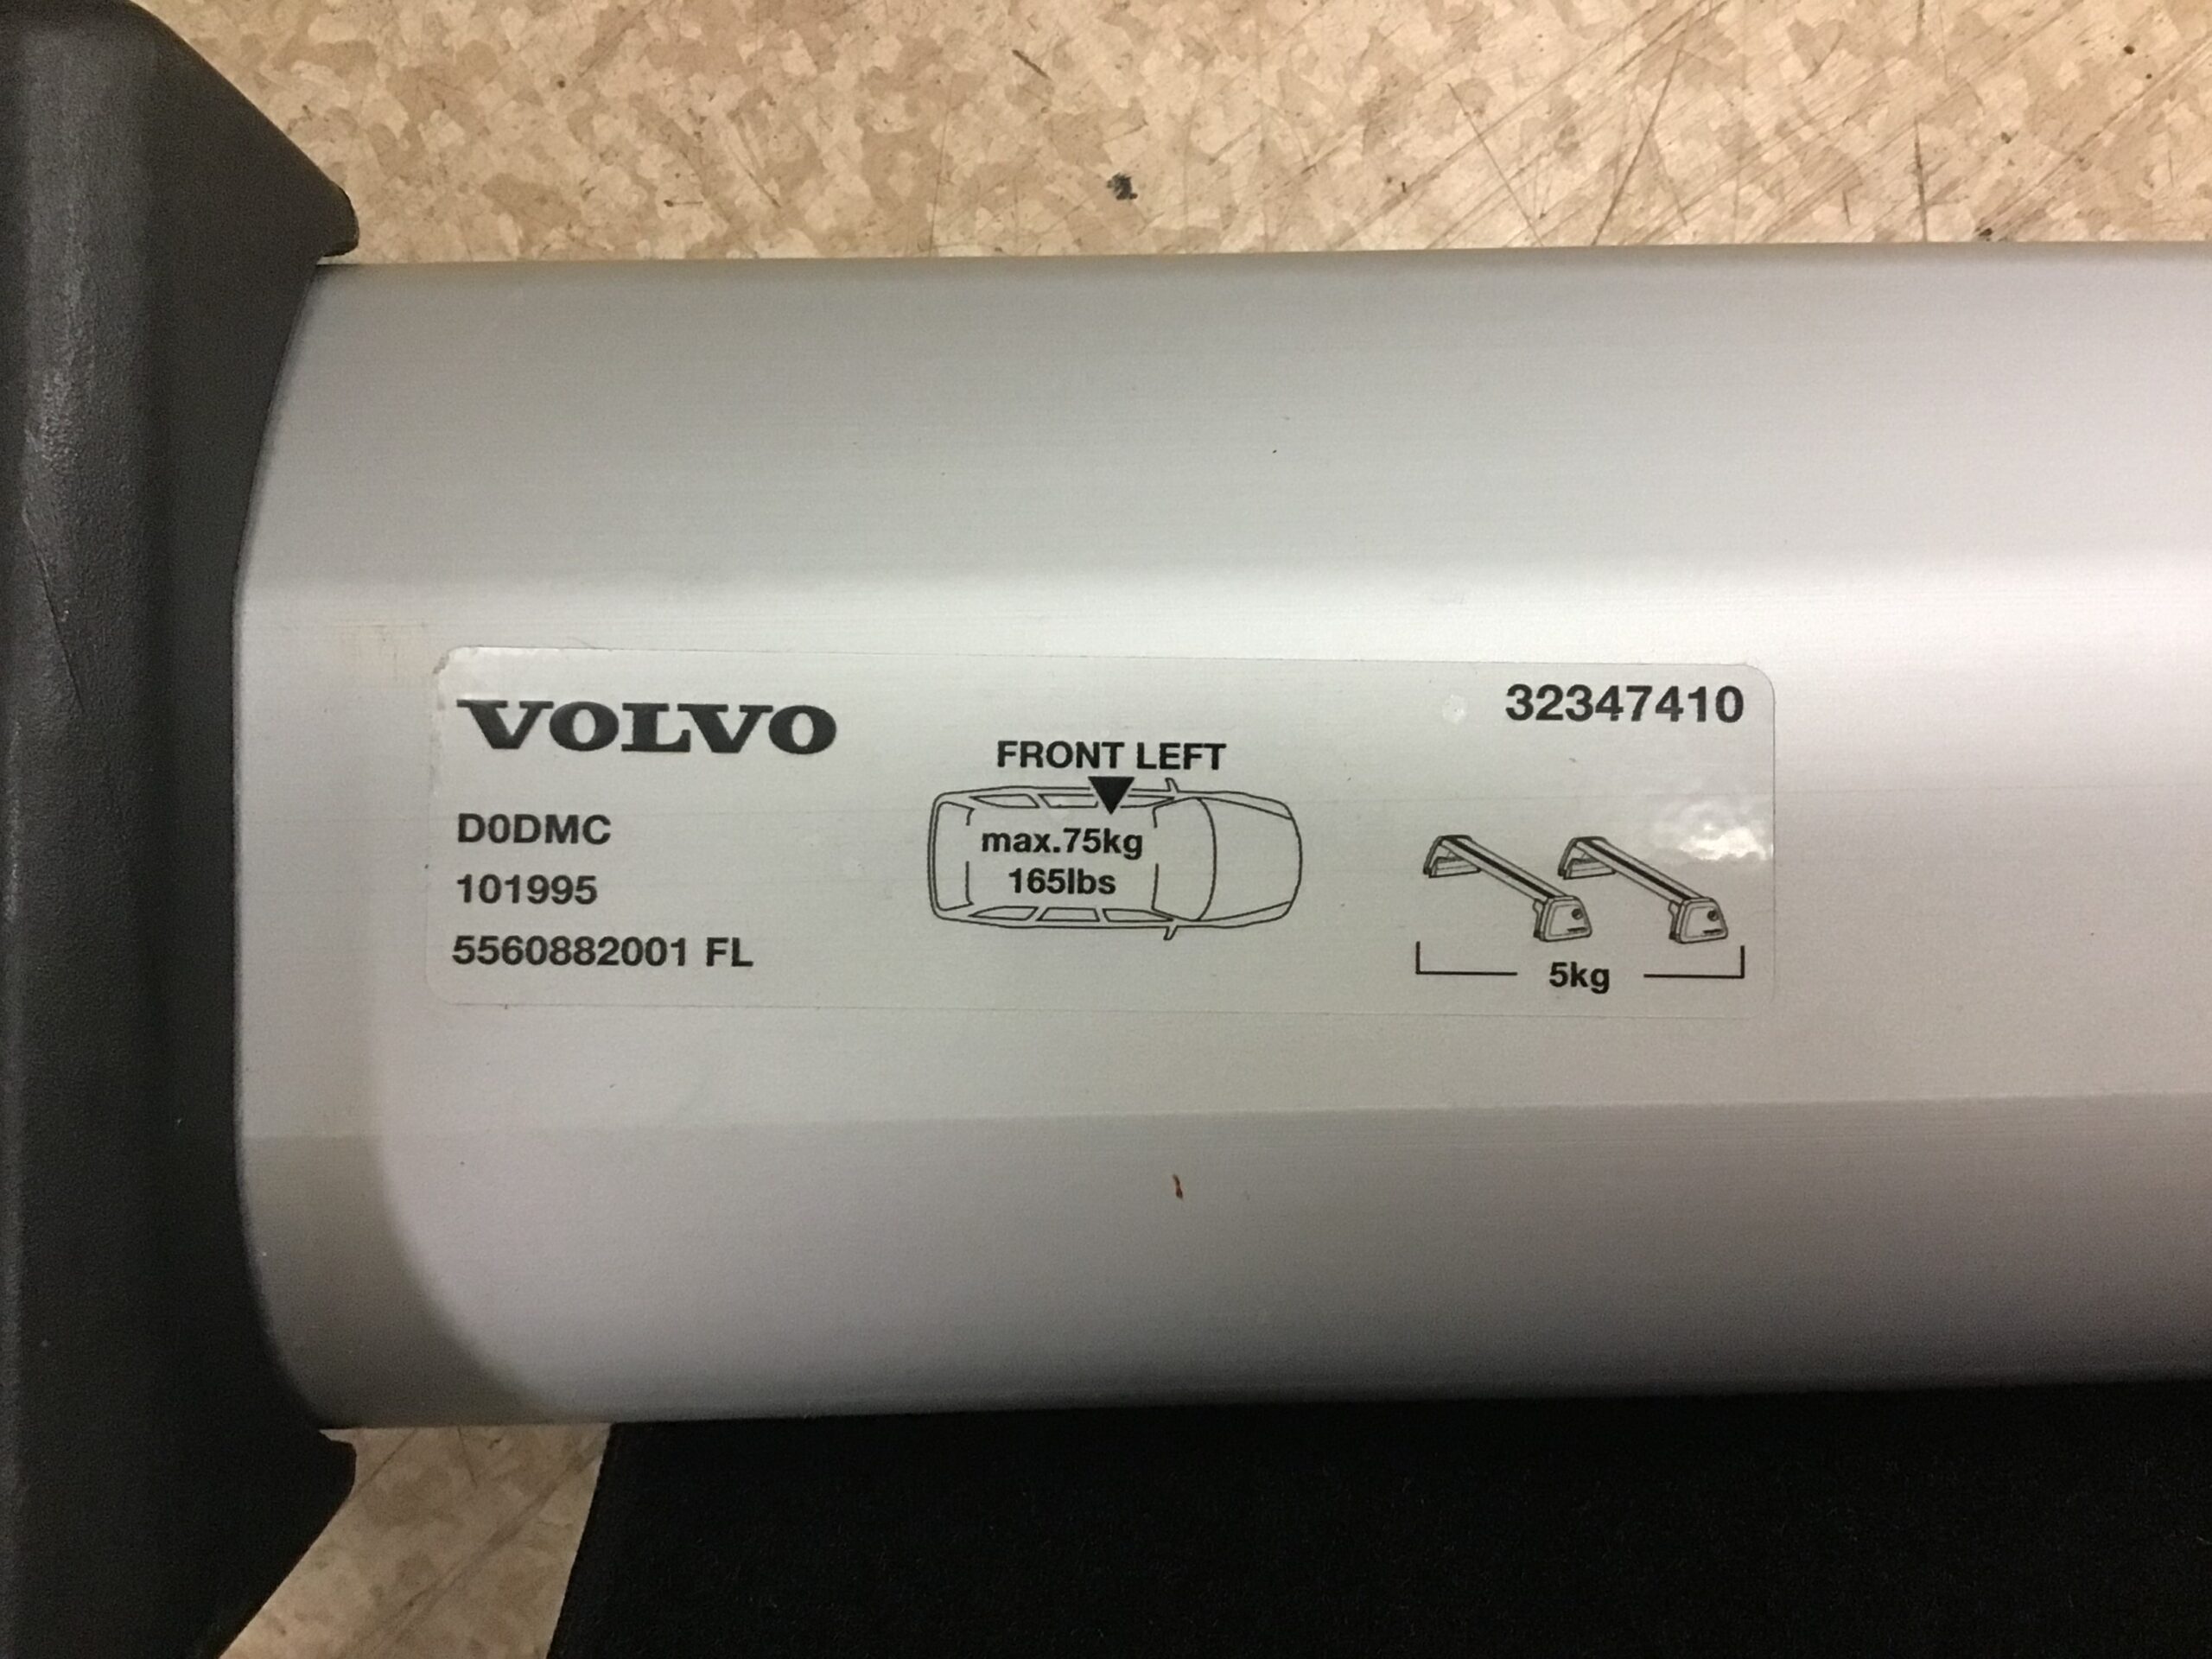 VOLVO
D0DMC
101995
5560882001 FL
FRONT LEFT
max.75kg
165lbs
32347410
5kg